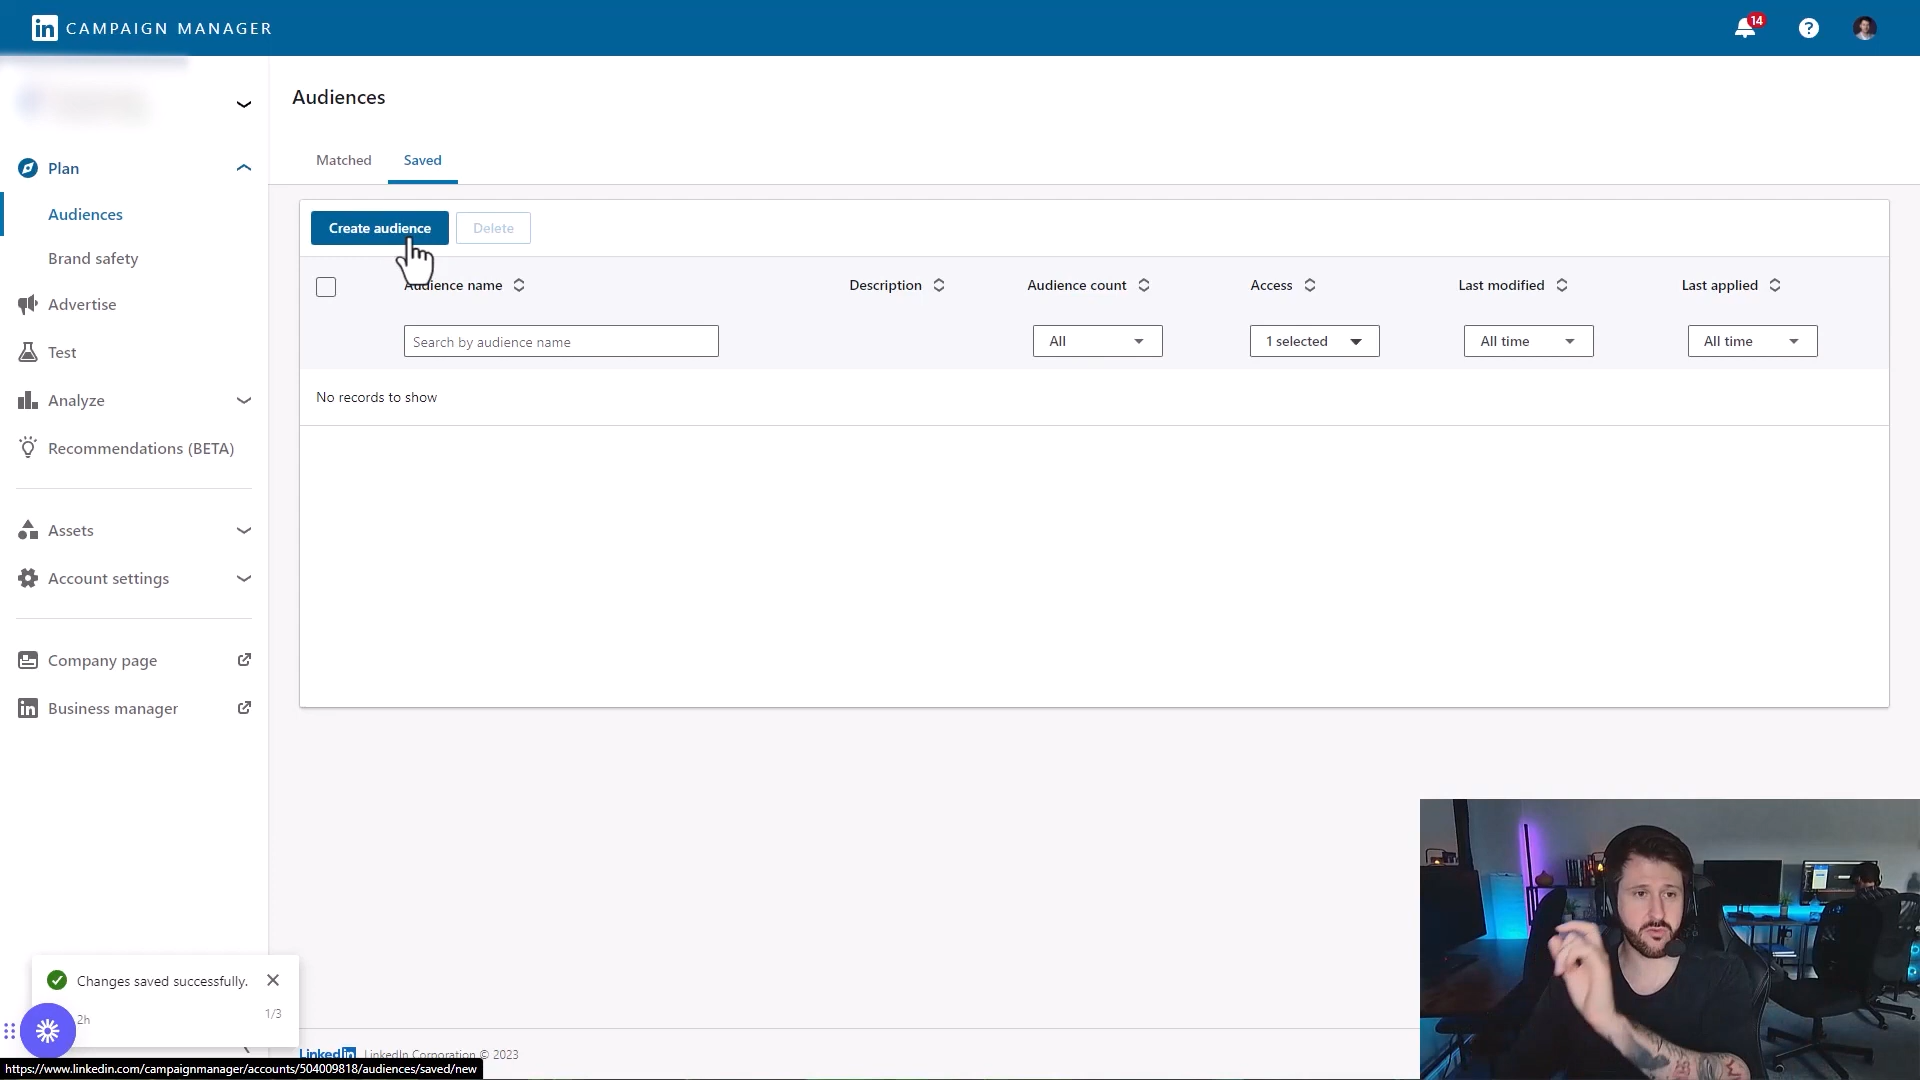 in CAMPAIGN MANAGER
14
?
Audiences
Matched
Saved
Plan
Audiences
Brand safety
Advertise
Test
Analyze
Recommendations (BETA)
Assets
Account settings
Company page
in Business manager
Create audience
Delete
Audience name
Description
Audience count
Access
Last modified
Last applied
Search by audience name
All
1 selected
All time
All time
No records to show
Changes saved successfully.
2h
1/3
LinkedIn LinkedIn Corporation © 2023
https://www.linkedin.com/campaignmanager/accounts/504009818/audiences/saved/new